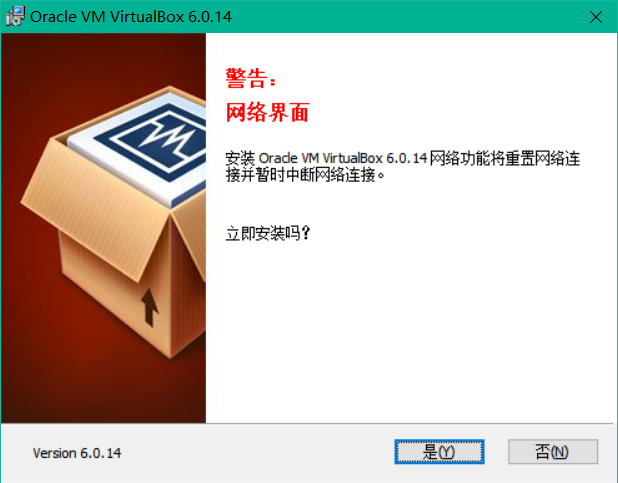 Oracle VM VirtualBox 6.0.14
警告：
网络界面
安装 Oracle VM VirtualBox 6.0.14 网络功能将重置网络连
接并暂时中断网络连接。
立即安装吗？
Version 6.0.14
是(Y)
否(N)